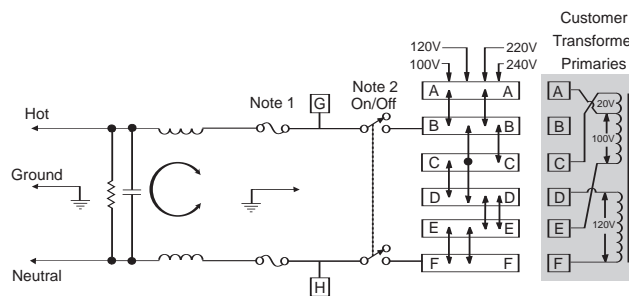 Customer
Transforme
Primaries
120V
220V
100V
240V
Note 1
Note 2
On/Off
Hot
Ground
Neutral
G
H
A A
B B
C C
D D
E E
F F
A
B
C
D
E
F
20V
100V
120V